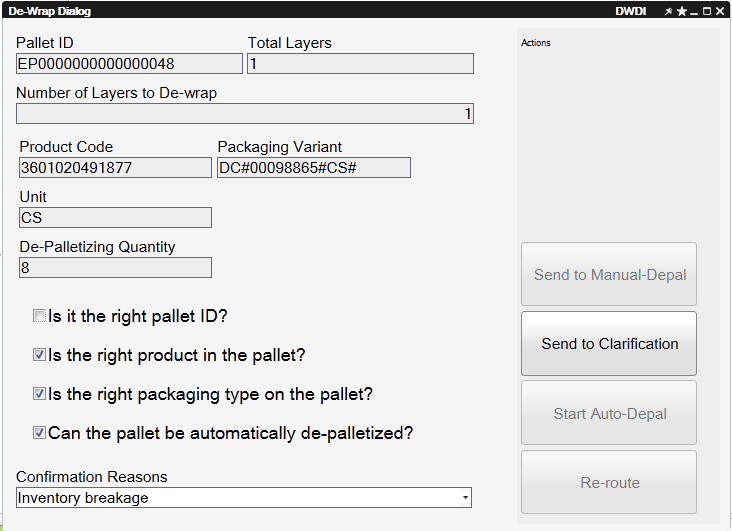 De-Wrap Dialog DWDI
Pallet ID Total Layers
EP0000000000000048 1
Number of Layers to De-wrap
1
Product Code Packaging Variant
3601020491877 DC#00098865#CS#
Unit
CS
De-Palletizing Quantity
8
Is it the right pallet ID?
Is the right product in the pallet?
Is the right packaging type on the pallet?
Can the pallet be automatically de-palletized?
Confirmation Reasons
Inventory breakage
Actions
Send to Manual-Depal
Send to Clarification
Start Auto-Depal
Re-route